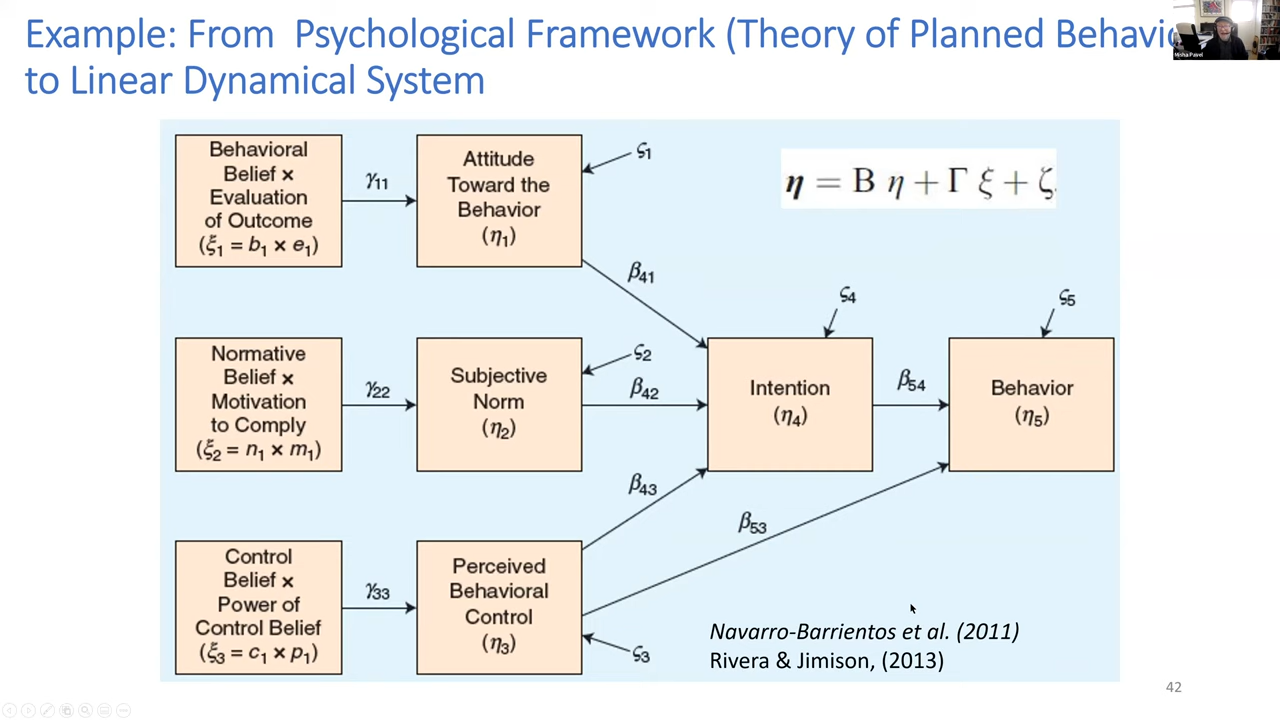 Example: From Psychological Framework (Theory of Planned Behavio
to Linear Dynamical System
Misha Pavel
Behavioral
Belief ×
Evaluation
of Outcome
(ξ1 = b1 × e1)
γ11
Attitude
Toward the
Behavior
(η1)
ς1
η = B η + Γ ξ + ζ
β41
Normative
Belief ×
Motivation
to Comply
(ξ2 = n1 × m1)
γ22
Subjective
Norm
(η2)
ς2
β42
Intention
(η4)
ς4
β54
Behavior
(η5)
ς5
β43
β53
Control
Belief ×
Power of
Control Belief
(ξ3 = c1 × p1)
γ33
Perceived
Behavioral
Control
(η3)
ς3
Navarro-Barrientos et al. (2011)
Rivera & Jimison, (2013)
42